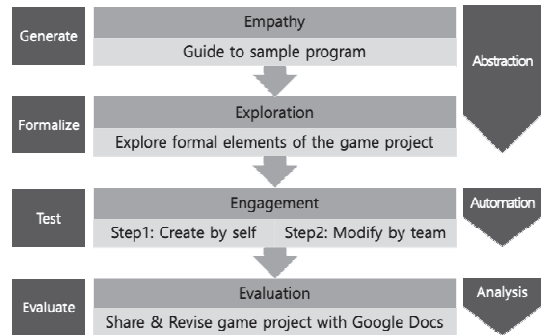 Generate
Empathy
Guide to sample program
Abstraction
Formalize
Exploration
Explore formal elements of the game project
Test
Engagement
Step1: Create by self
Step2: Modify by team
Automation
Evaluate
Evaluation
Share & Revise game project with Google Docs
Analysis